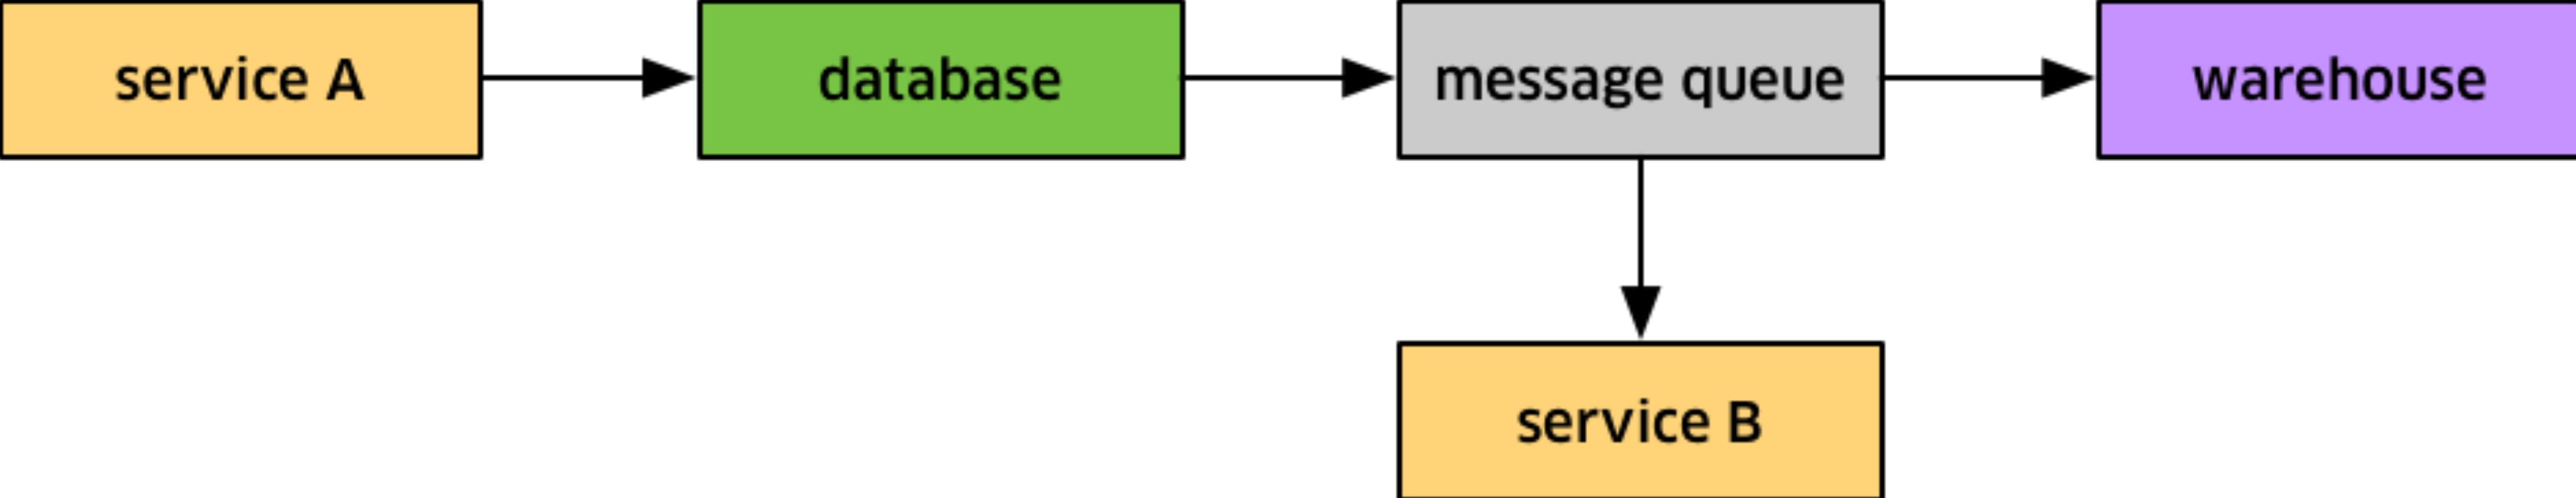 service A
database
message queue
warehouse
service B